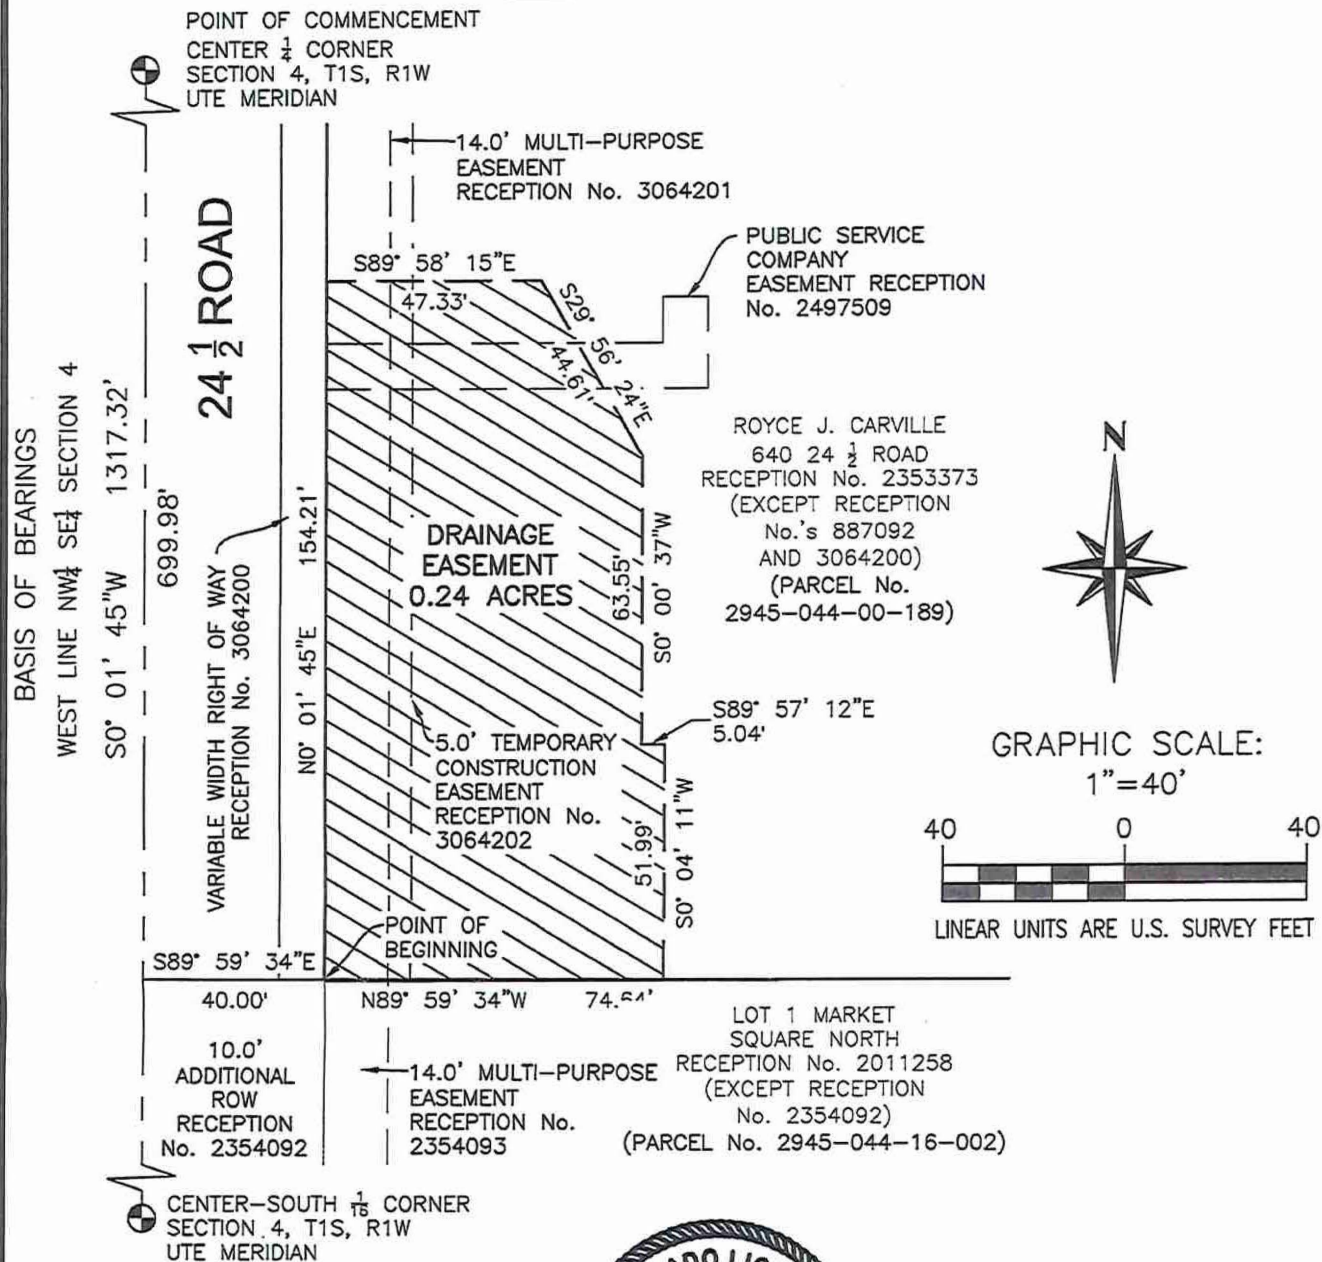 POINT OF COMMENCEMENT
CENTER 1/4 CORNER
SECTION 4, T1S, R1W
UTE MERIDIAN
14.0' MULTI-PURPOSE
EASEMENT
RECEPTION No. 3064201
PUBLIC SERVICE
COMPANY
EASEMENT RECEPTION
No. 2497509
24 1/2 ROAD
S89° 58' 15"E
47.33'
S29° 56' 24"E
44.61'
BASIS OF BEARINGS
WEST LINE NW1/4 SE1/4 SECTION 4
S0° 01' 45"W 1317.32'
699.98'
VARIABLE WIDTH RIGHT OF WAY
RECEPTION No. 3064200
N0° 01' 45"E 154.21'
DRAINAGE
EASEMENT
0.24 ACRES
63.55'
S0° 00' 37"W
ROYCE J. CARVILLE
640 24 1/2 ROAD
RECEPTION No. 2353373
(EXCEPT RECEPTION
No.'s 887092
AND 3064200)
(PARCEL No.
2945-044-00-189)
N
S89° 57' 12"E
5.04'
GRAPHIC SCALE:
1"=40'
40 0 40
LINEAR UNITS ARE U.S. SURVEY FEET
5.0' TEMPORARY
CONSTRUCTION
EASEMENT
RECEPTION No.
3064202
51.99'
S0° 04' 11"W
POINT OF
BEGINNING
S89° 59' 34"E
40.00'
N89° 59' 34"W 74.64'
10.0'
ADDITIONAL
ROW
RECEPTION
No. 2354092
14.0' MULTI-PURPOSE
EASEMENT
RECEPTION No.
2354093
LOT 1 MARKET
SQUARE NORTH
RECEPTION No. 2011258
(EXCEPT RECEPTION
No. 2354092)
(PARCEL No. 2945-044-16-002)
CENTER-SOUTH 1/16 CORNER
SECTION 4, T1S, R1W
UTE MERIDIAN